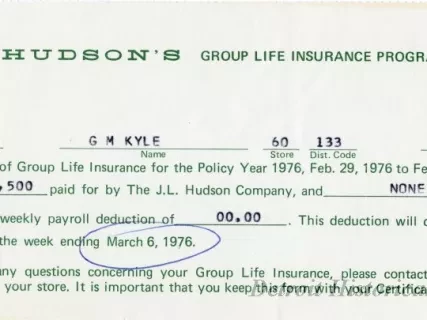 HUDSON'S GROUP LIFE INSURANCE PROGRA
G M KYLE 60 133
Name Store Dist. Code
of Group Life Insurance for the Policy Year 1976, Feb. 29, 1976 to Fe
,500 paid for by The J.L. Hudson Company, and NONE
weekly payroll deduction of 00.00 . This deduction will
the week ending March 6, 1976.
any questions concerning your Group Life Insurance, please contact
your store. It is important that you keep this form with your Certifica
Detroit Historica